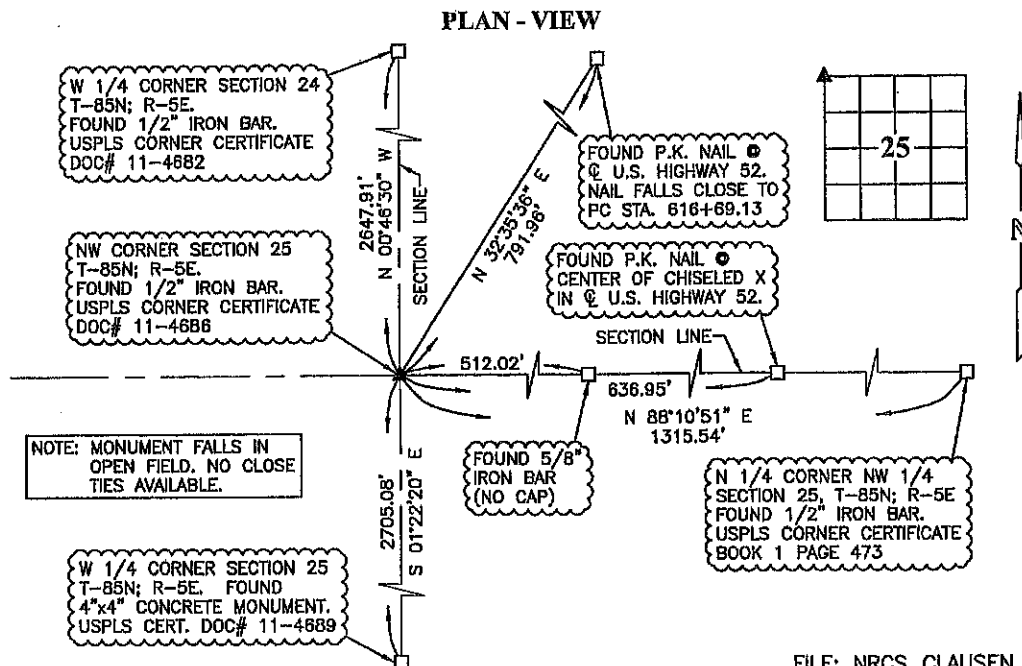 PLAN - VIEW
W 1/4 CORNER SECTION 24
T-85N; R-5E.
FOUND 1/2" IRON BAR.
USPLS CORNER CERTIFICATE
DOC# 11-4682
2647.91'
N 00°46'30" W
SECTION LINE
N 32°35'36" E
791.96'
FOUND P.K. NAIL @
℄ U.S. HIGHWAY 52.
NAIL FALLS CLOSE TO
PC STA. 616+69.13
25
N
NW CORNER SECTION 25
T-85N; R-5E.
FOUND 1/2" IRON BAR.
USPLS CORNER CERTIFICATE
DOC# 11-4686
FOUND P.K. NAIL @
CENTER OF CHISELED X
IN ℄ U.S. HIGHWAY 52.
SECTION LINE
512.02'
636.95'
N 88°10'51" E
1315.54'
NOTE: MONUMENT FALLS IN
OPEN FIELD. NO CLOSE
TIES AVAILABLE.
2705.08'
S 01°22'20" E
FOUND 5/8"
IRON BAR
(NO CAP)
N 1/4 CORNER NW 1/4
SECTION 25, T-85N; R-5E
FOUND 1/2" IRON BAR.
USPLS CORNER CERTIFICATE
BOOK 1 PAGE 473
W 1/4 CORNER SECTION 25
T-85N; R-5E. FOUND
4"x4" CONCRETE MONUMENT.
USPLS CERT. DOC# 11-4689
FILE: NRCS CLAUSEN